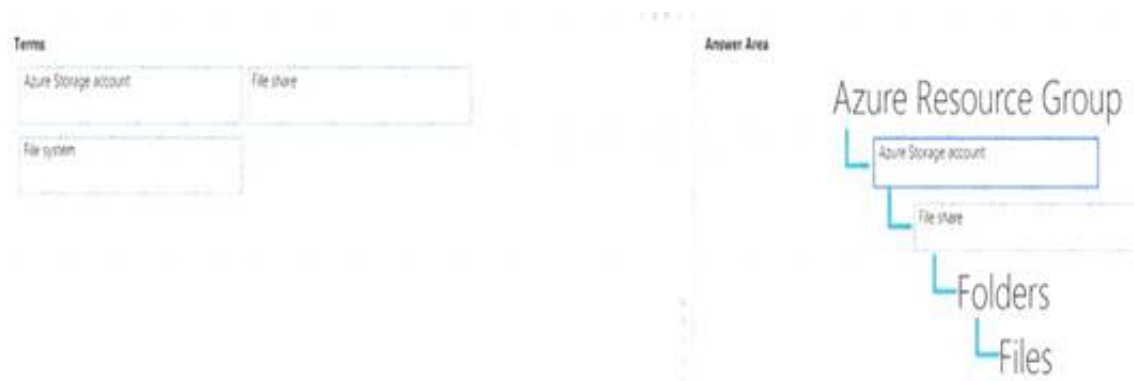 Terms
Azure Storage account
File share
File system
Answer Area
Azure Resource Group
Azure Storage account
File share
Folders
Files